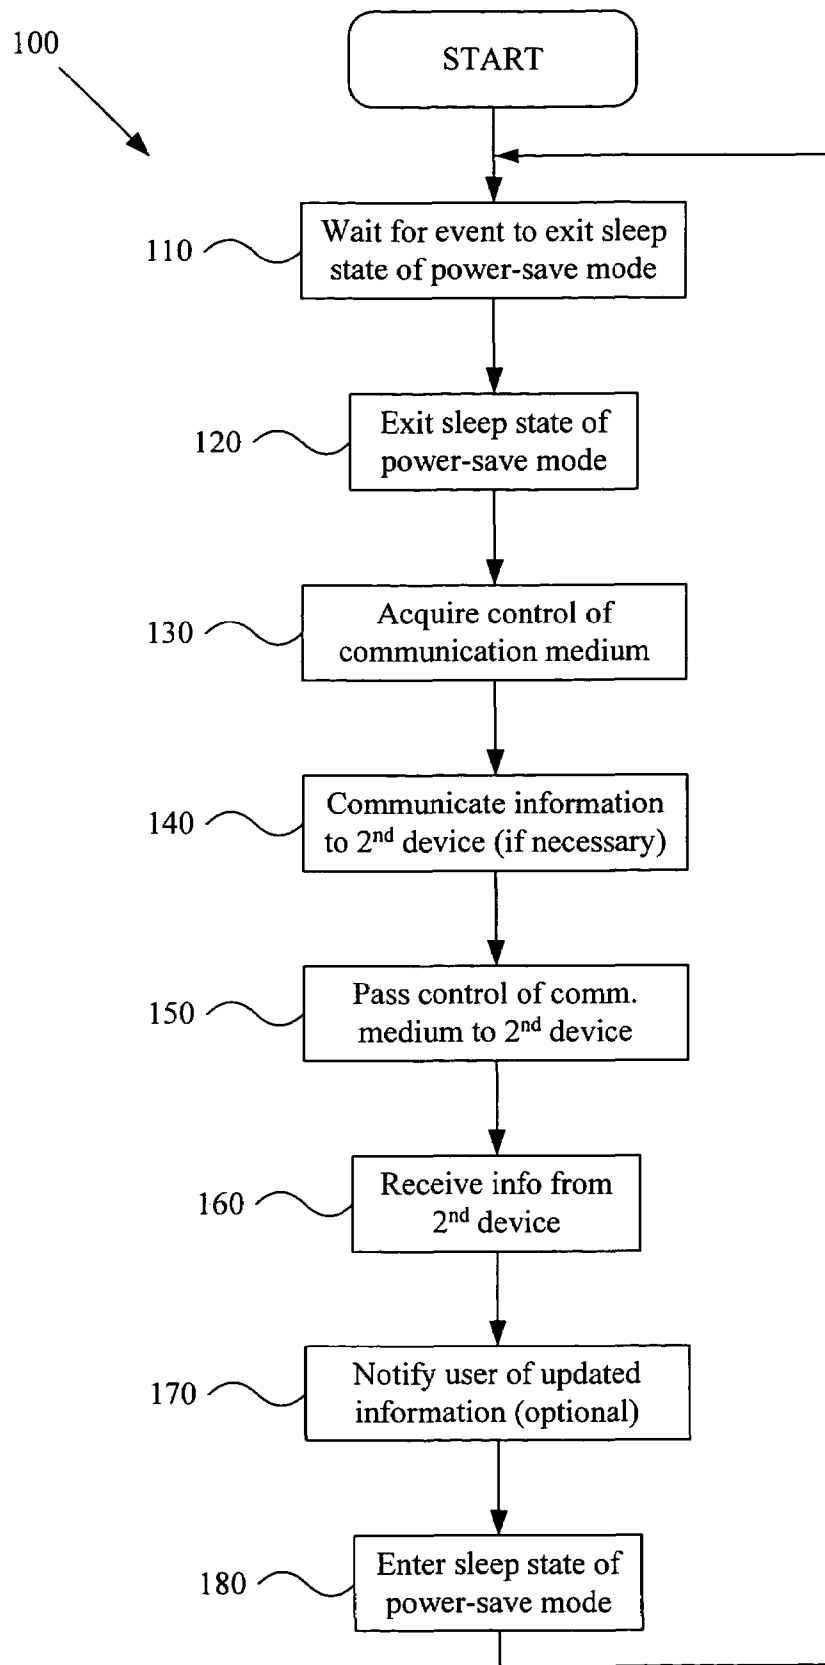 100
START
110
Wait for event to exit sleep
state of power-save mode
120
Exit sleep state of
power-save mode
130
Acquire control of
communication medium
140
Communicate information
to 2nd device (if necessary)
150
Pass control of comm.
medium to 2nd device
160
Receive info from
2nd device
170
Notify user of updated
information (optional)
180
Enter sleep state of
power-save mode